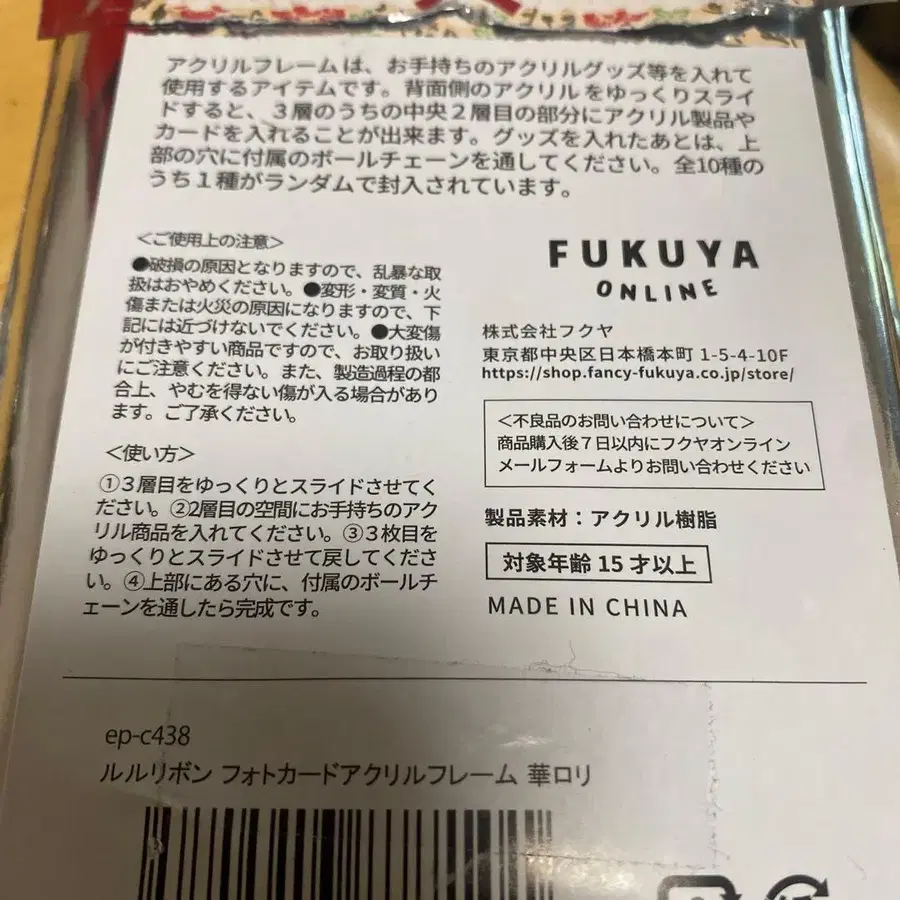 アクリルフレームは、お手持ちのアクリルグッズ等を入れて
使用するアイテムです。背面側のアクリルをゆっくりスライ
ドすると、３層のうちの中央２層目の部分にアクリル製品や
カードを入れることが出来ます。グッズを入れたあとは、上
部の穴に付属のボールチェーンを通してください。全10種の
うち１種がランダムで封入されています。
＜ご使用上の注意＞
●破損の原因となりますので、乱暴な取
扱はおやめください。●変形・変質・火
傷または火災の原因になりますので、下
記には近づけないでください。●大変傷
が付きやすい商品ですので、お取り扱い
にご注意ください。また、製造過程の都
合上、やむを得ない傷が入る場合があり
ます。ご了承ください。
＜使い方＞
①３層目をゆっくりとスライドさせてく
ださい。②2層目の空間にお手持ちのアク
リル商品を入れてください。③３枚目を
ゆっくりとスライドさせて戻してくださ
い。④上部にある穴に、付属のボールチ
ェーンを通したら完成です。
FUKUYA
ONLINE
株式会社フクヤ
東京都中央区日本橋本町 1-5-4-10F
https://shop.fancy-fukuya.co.jp/store/
＜不良品のお問い合わせについて＞
商品購入後７日以内にフクヤオンライン
メールフォームよりお問い合わせください
製品素材：アクリル樹脂
対象年齢 15 才以上
MADE IN CHINA
ep-c438
ルルリボン フォトカードアクリルフレーム 華ロリ